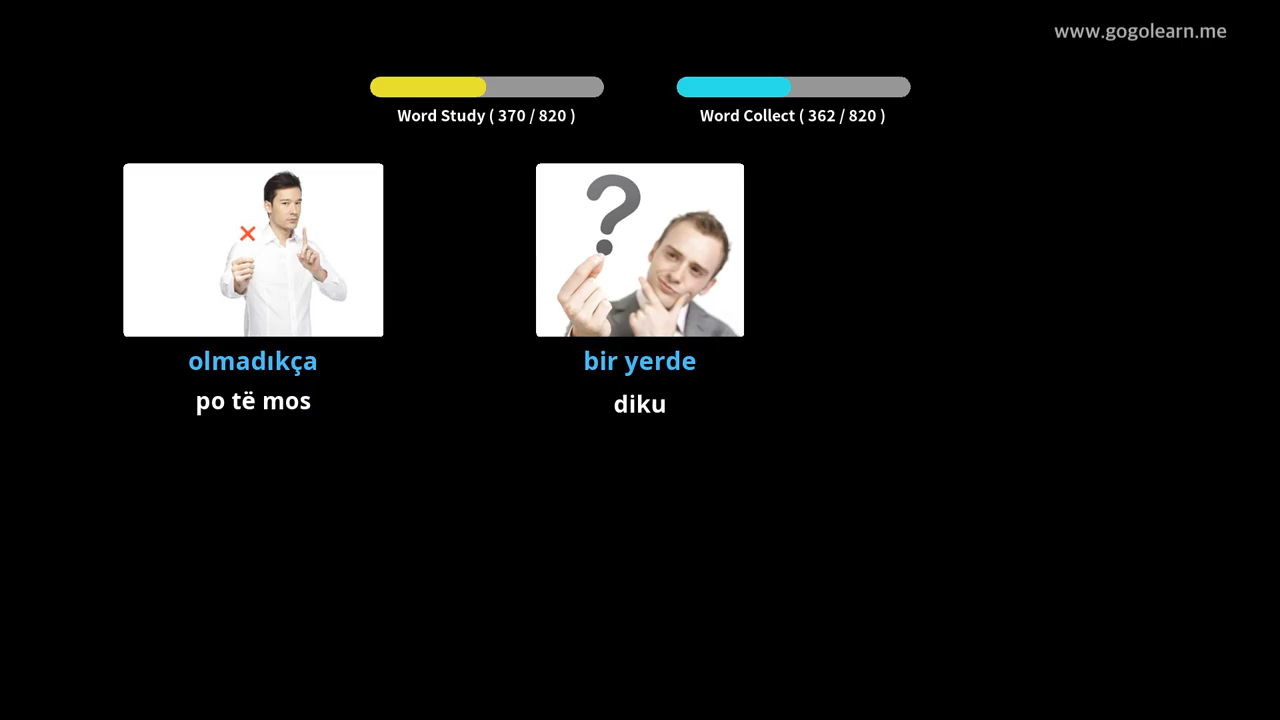 www.gogolearn.me
Word Study ( 370 / 820 )
Word Collect ( 362 / 820 )
olmadıkça
po të mos
bir yerde
diku